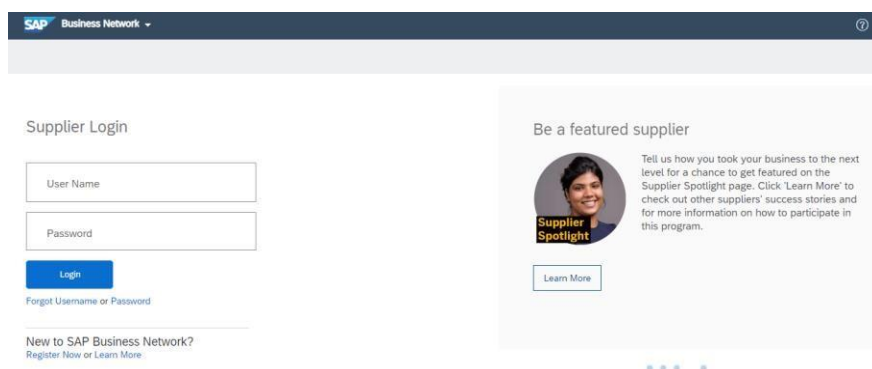 SAP Business Network
Supplier Login
User Name
Password
Login
Forgot Username or Password
New to SAP Business Network?
Register Now or Learn More
Be a featured supplier
Supplier
Spotlight
Tell us how you took your business to the next
level for a chance to get featured on the
Supplier Spotlight page. Click 'Learn More' to
check out other suppliers' success stories and
for more information on how to participate in
this program.
Learn More